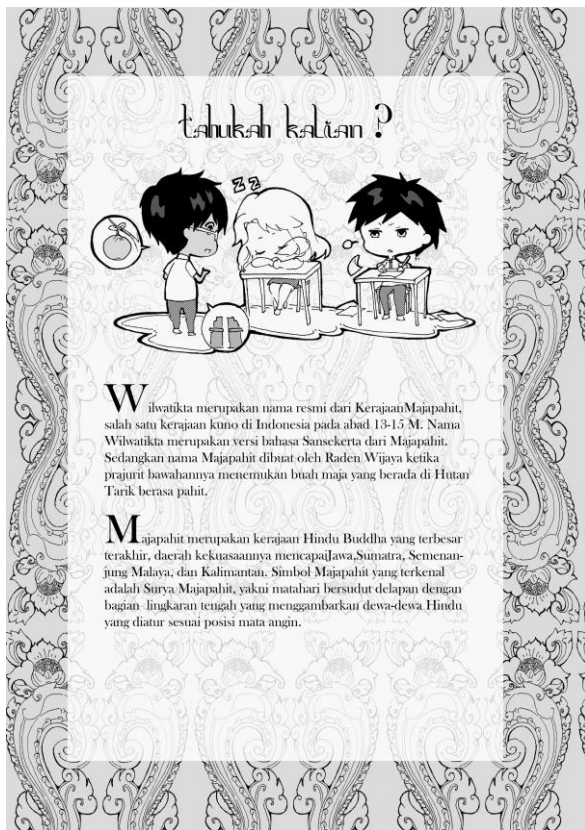 tahukah kalian ?
ZZ
Wilwatikta merupakan nama resmi dari KerajaanMajapahit,
salah satu kerajaan kuno di Indonesia pada abad 13-15 M. Nama
Wilwatikta merupakan versi bahasa Sansekerta dari Majapahit.
Sedangkan nama Majapahit dibuat oleh Raden Wijaya ketika
prajurit bawahannya menemukan buah maja yang berada di Hutan
Tarik berasa pahit.
Majapahit merupakan kerajaan Hindu Buddha yang terbesar
terakhir, daerah kekuasaannya mencapaiJawa,Sumatra, Semenan-
jung Malaya, dan Kalimantan. Simbol Majapahit yang terkenal
adalah Surya Majapahit, yakni matahari bersudut delapan dengan
bagian lingkaran tengah yang menggambarkan dewa-dewa Hindu
yang diatur sesuai posisi mata angin.